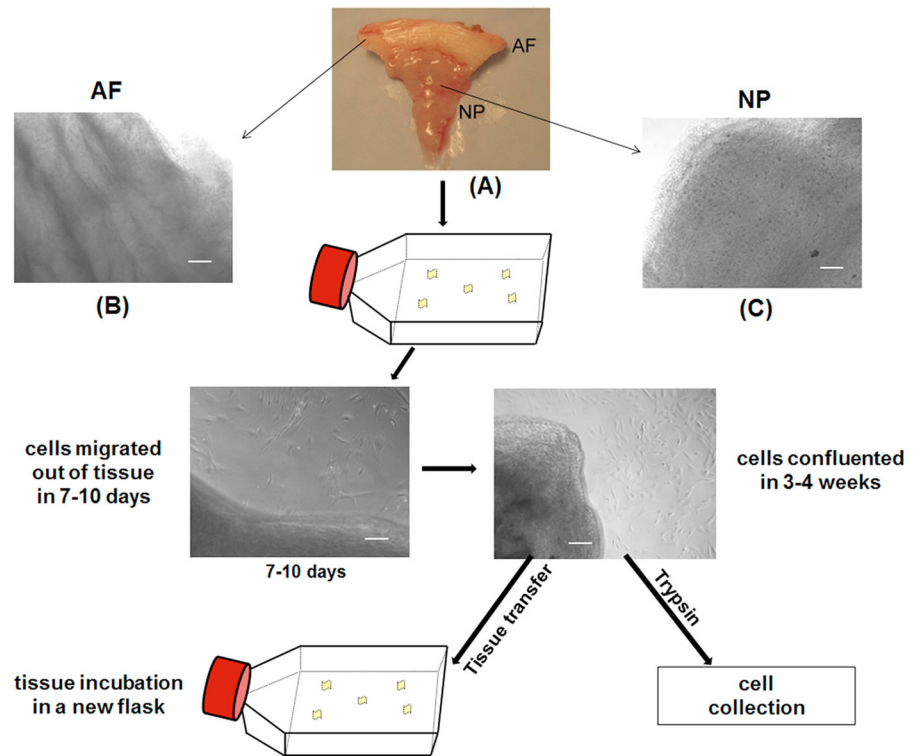 AF
NP
(A)
AF
(B)
NP
(C)
cells migrated
out of tissue
in 7-10 days
7-10 days
cells confluented
in 3-4 weeks
Tissue transfer
Trypsin
tissue incubation
in a new flask
cell
collection